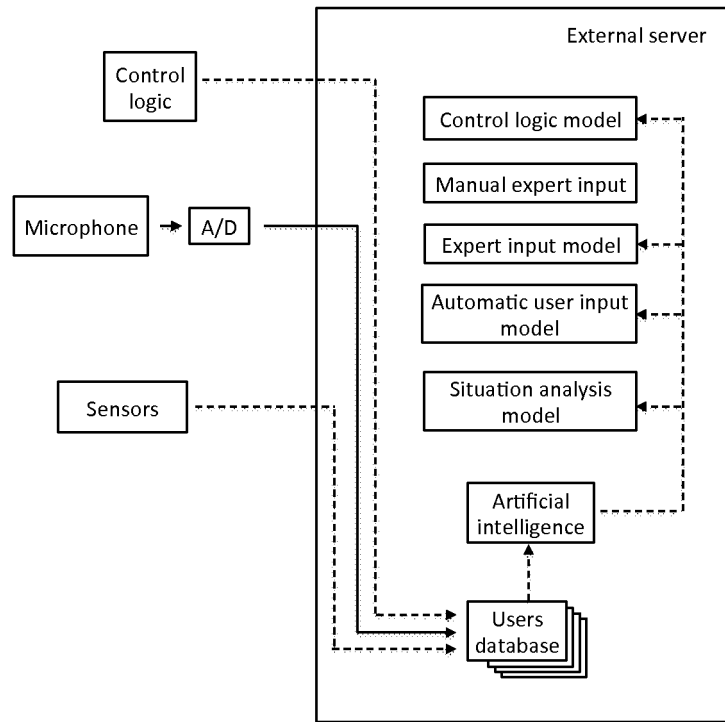 External server
Control
logic
Control logic model
Manual expert input
Microphone
A/D
Expert input model
Automatic user input
model
Sensors
Situation analysis
model
Artificial
intelligence
Users
database